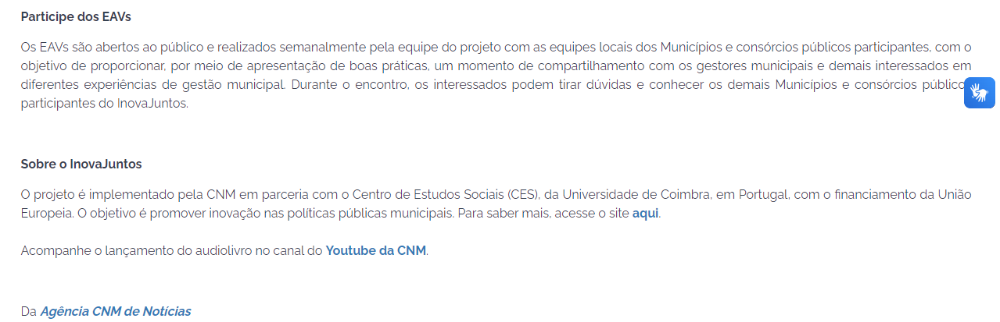 Participe dos EAVs
Os EAVs são abertos ao público e realizados semanalmente pela equipe do projeto com as equipes locais dos Municípios e consórcios públicos participantes, com o
objetivo de proporcionar, por meio de apresentação de boas práticas, um momento de compartilhamento com os gestores municipais e demais interessados em
diferentes experiências de gestão municipal. Durante o encontro, os interessados podem tirar dúvidas e conhecer os demais Municípios e consórcios públicos
participantes do InovaJuntos.
Sobre o InovaJuntos
O projeto é implementado pela CNM em parceria com o Centro de Estudos Sociais (CES), da Universidade de Coimbra, em Portugal, com o financiamento da União
Europeia. O objetivo é promover inovação nas políticas públicas municipais. Para saber mais, acesse o site aqui.
Acompanhe o lançamento do audiolivro no canal do Youtube da CNM.
Da Agência CNM de Notícias